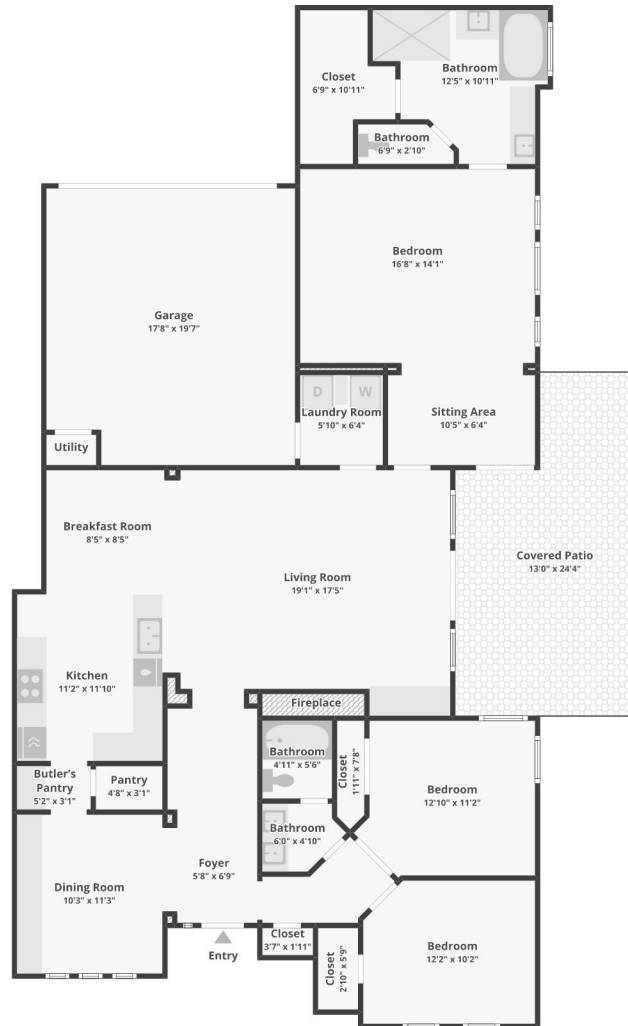 Closet
6'9" x 10'11"
Bathroom
12'5" x 10'11"
Bathroom
6'9" x 2'10"
Bedroom
16'8" x 14'1"
Garage
17'8" x 19'7"
D
W
Laundry Room
5'10" x 6'4"
Sitting Area
10'5" x 6'4"
Utility
Breakfast Room
8'5" x 8'5"
Living Room
19'1" x 17'5"
Covered Patio
13'0" x 24'4"
Kitchen
11'2" x 11'10"
Fireplace
Butler's
Pantry
5'2" x 3'1"
Pantry
4'8" x 3'1"
Bathroom
4'11" x 5'6"
Closet
1'11" x 7'8"
Bedroom
12'10" x 11'2"
Bathroom
6'0" x 4'10"
Foyer
5'8" x 6'9"
Dining Room
10'3" x 11'3"
Entry
Closet
3'7" x 1'11"
Closet
2'10" x 5'9"
Bedroom
12'2" x 10'2"